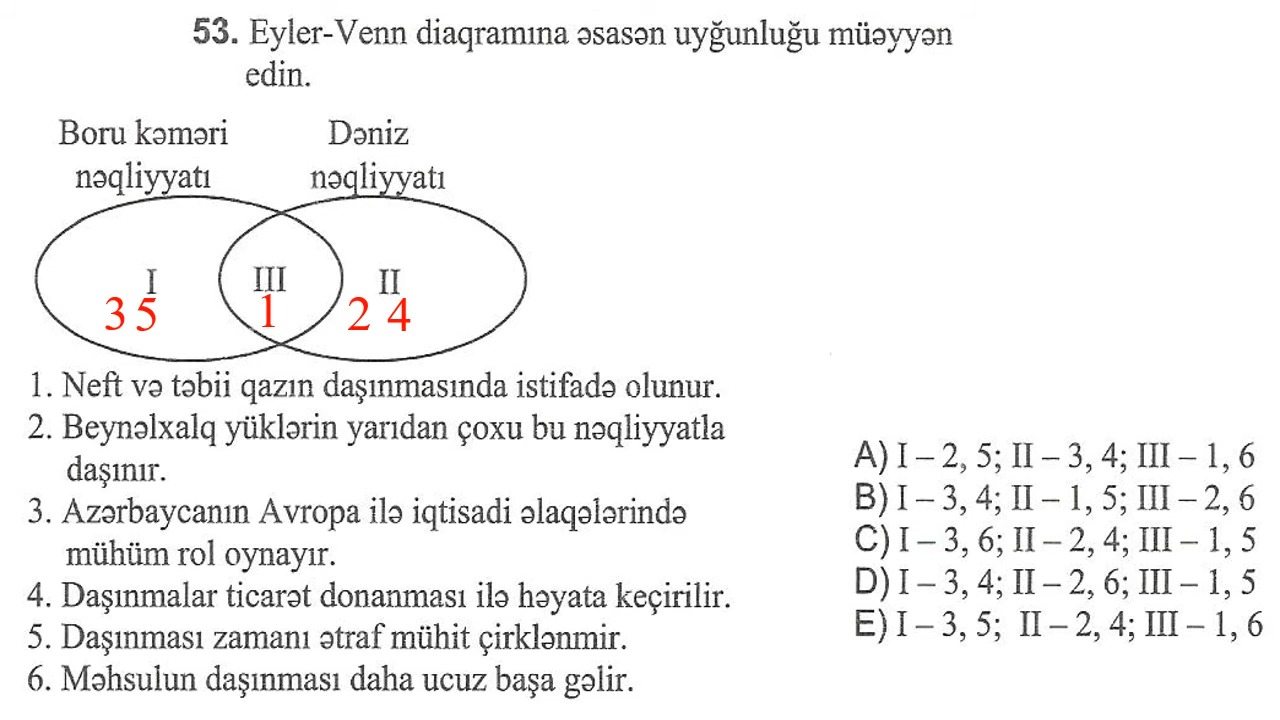 53. Eyler-Venn diaqramına əsasən uyğunluğu müəyyən
edin.
Boru kəməri
nəqliyyatı
Dəniz
nəqliyyatı
I
III
II
3 5
1
2 4
1. Neft və təbii qazın daşınmasında istifadə olunur.
2. Beynəlxalq yüklərin yarıdan çoxu bu nəqliyyatla
daşınır.
3. Azərbaycanın Avropa ilə iqtisadi əlaqələrində
mühüm rol oynayır.
4. Daşınmalar ticarət donanması ilə həyata keçirilir.
5. Daşınması zamanı ətraf mühit çirklənmir.
6. Məhsulun daşınması daha ucuz başa gəlir.
A) I – 2, 5; II – 3, 4; III – 1, 6
B) I – 3, 4; II – 1, 5; III – 2, 6
C) I – 3, 6; II – 2, 4; III – 1, 5
D) I – 3, 4; II – 2, 6; III – 1, 5
E) I – 3, 5; II – 2, 4; III – 1, 6